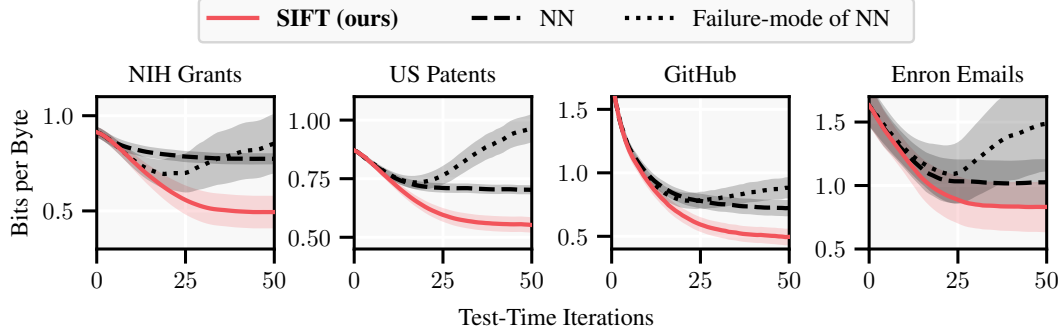 SIFT (ours) NN Failure-mode of NN
NIH Grants US Patents GitHub Enron Emails
Bits per Byte
1.0
0.5
0 25 50
1.00
0.75
0.50
0 25 50
1.5
1.0
0.5
0 25 50
1.5
1.0
0.5
0 25 50
Test-Time Iterations